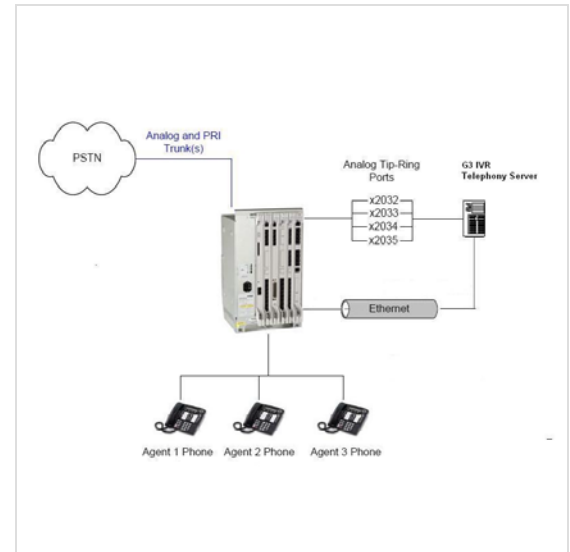 Analog and PRI
Trunk(s)
PSTN
Analog Tip-Ring
Ports
G3 IVR
Telephony Server
x2032
x2033
x2034
x2035
Ethernet
Agent 1 Phone
Agent 2 Phone
Agent 3 Phone